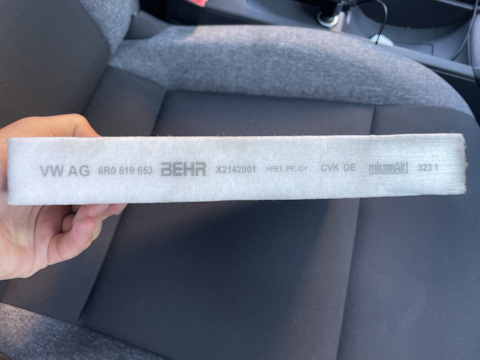 VW AG 6R0 819 653 BEHR X2142001 >PET, PP, C< CVK DE micronAir 323 1